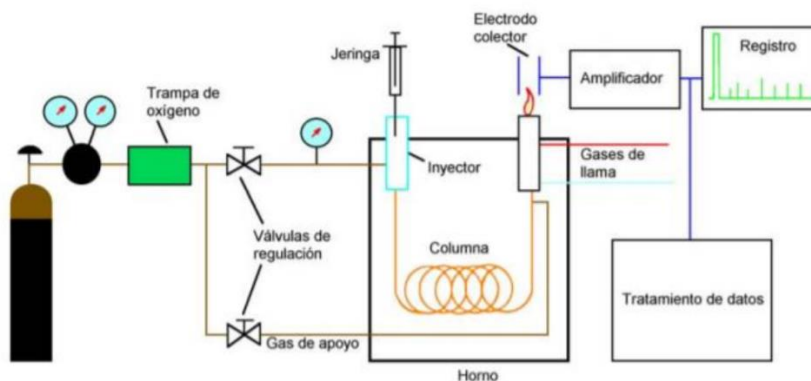 Electrodo
colector
Registro
Jeringa
Amplificador
Trampa de
oxígeno
Gases de
llama
Inyector
Válvulas de
regulación
Columna
Tratamiento de datos
Gas de apoyo
Horno